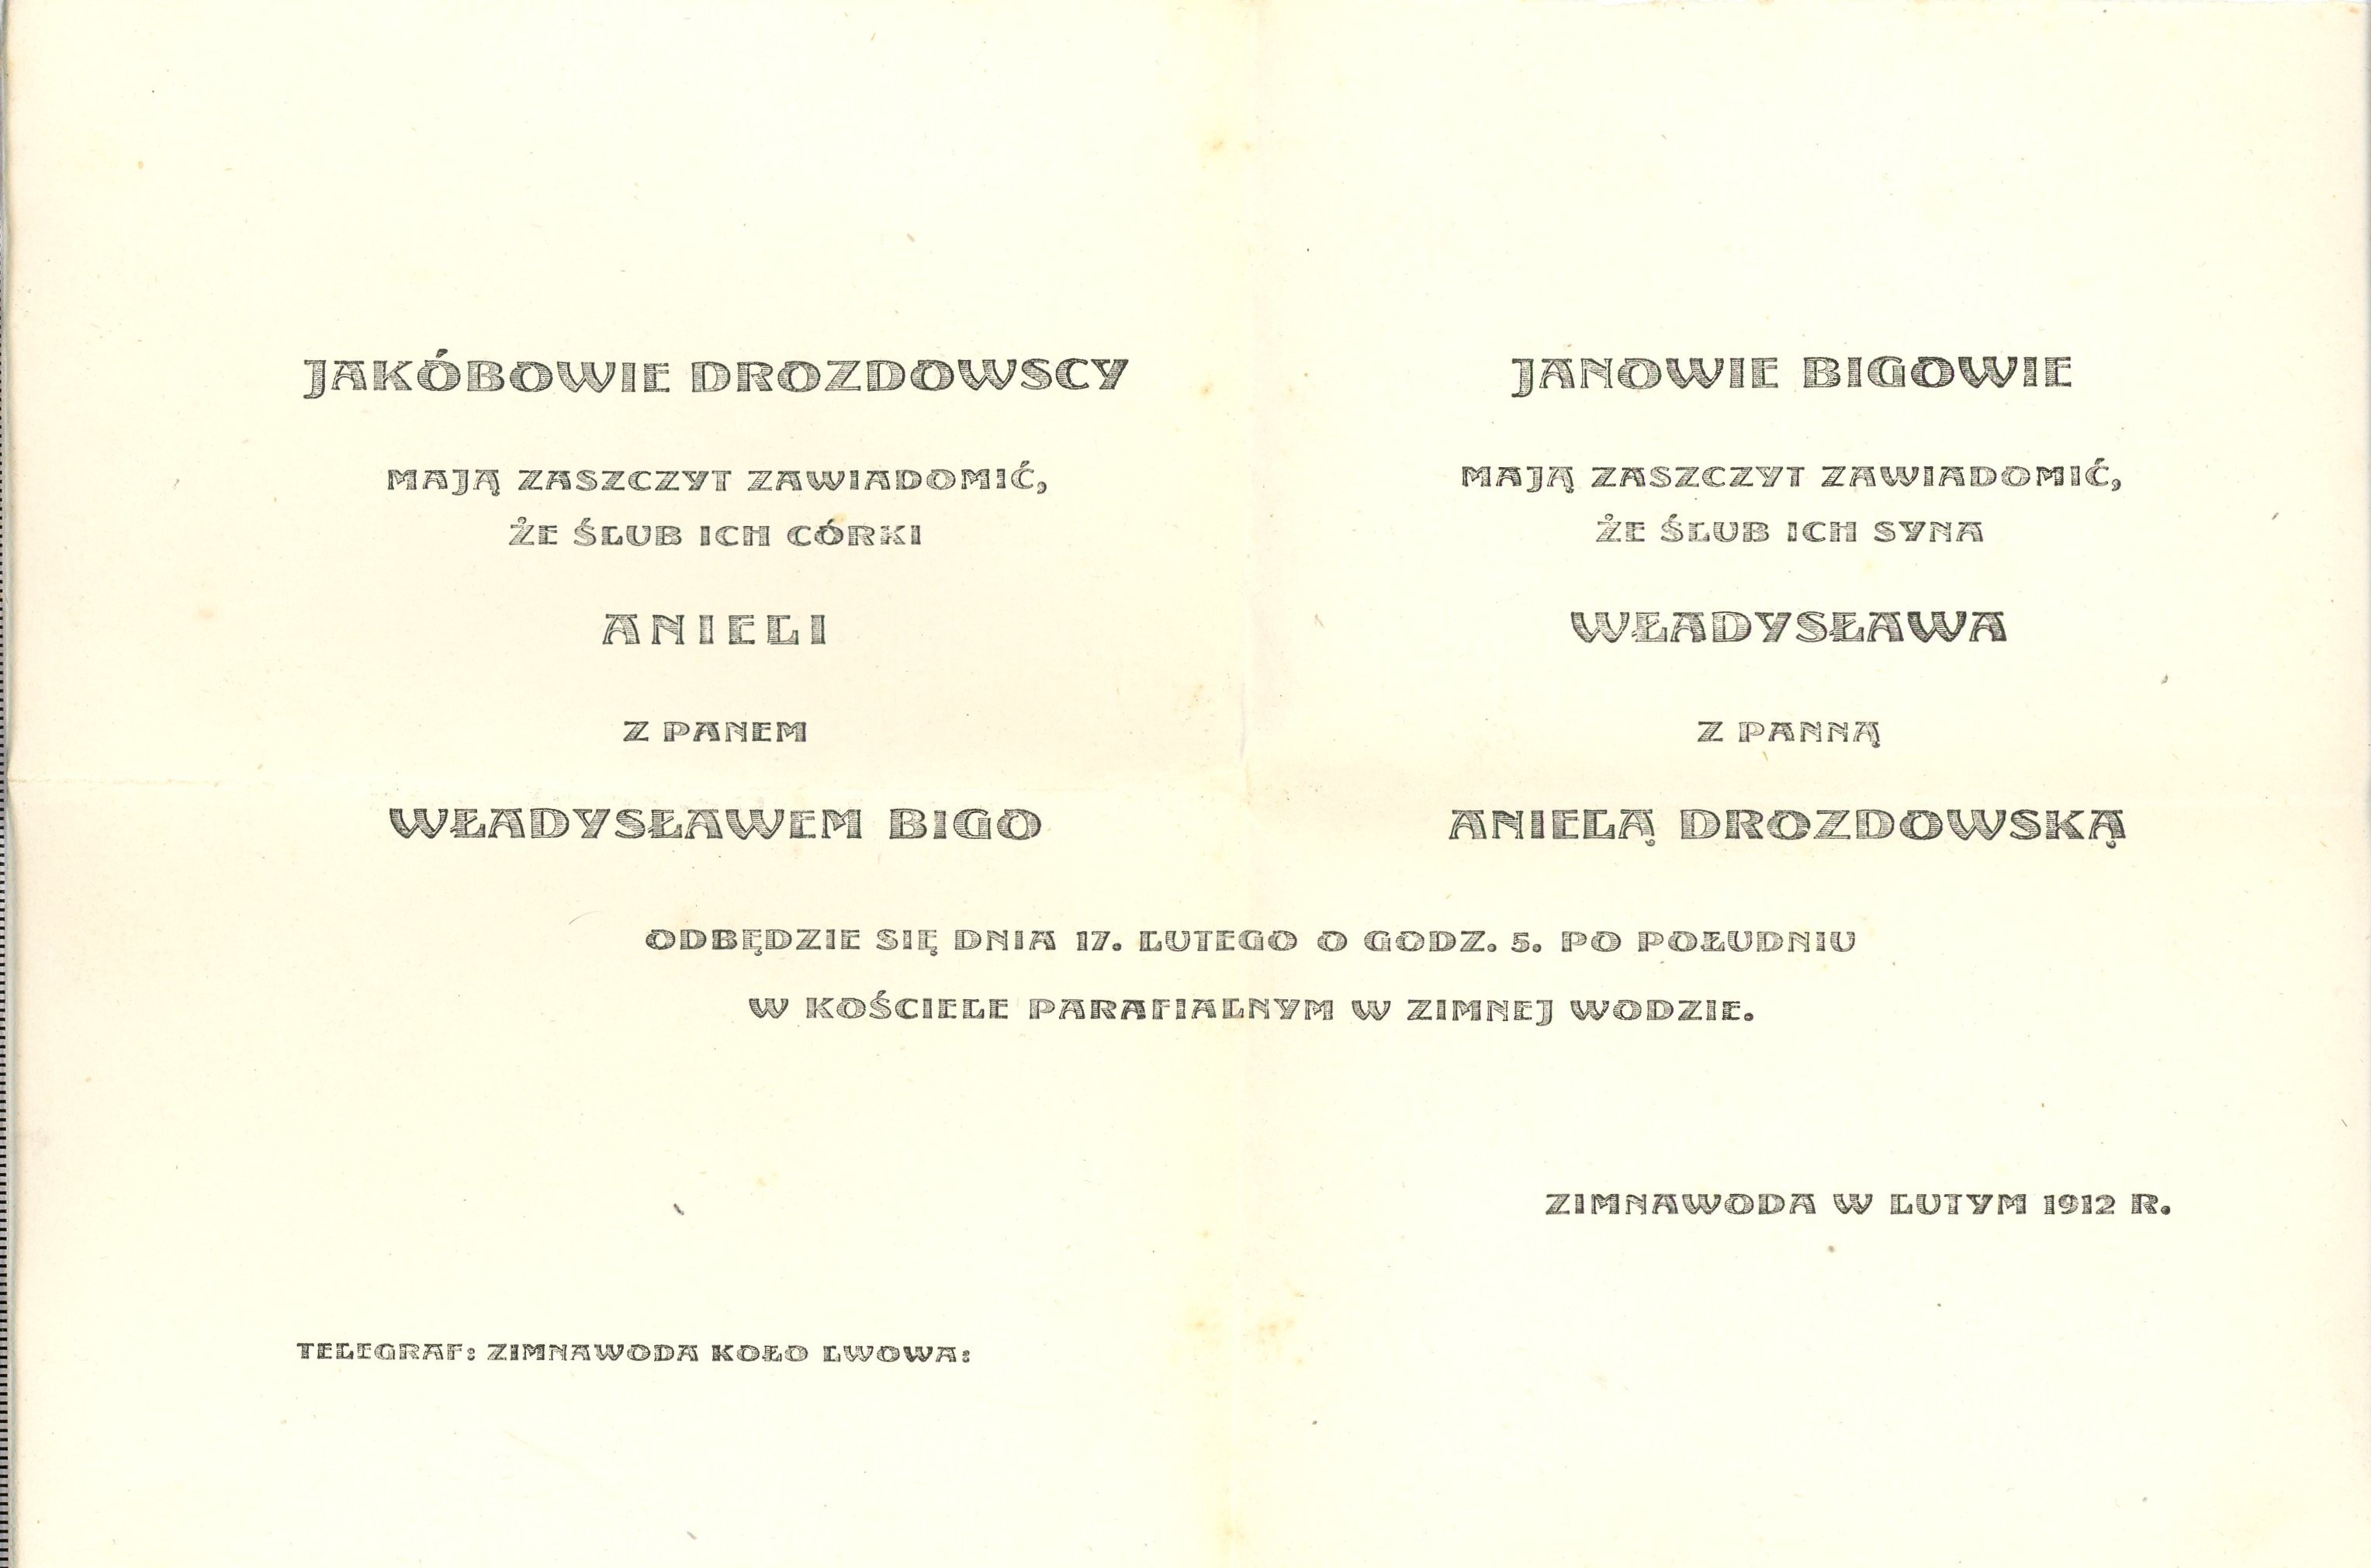 JAKÓBOWIE DROZDOWSCY
MAJĄ ZASZCZYT ZAWIADOMIĆ,
ŻE ŚLUB ICH CÓRKI
ANIELI
Z PANEM
WŁADYSŁAWEM BIGO
JANOWIE BIGOWIE
MAJĄ ZASZCZYT ZAWIADOMIĆ,
ŻE ŚLUB ICH SYNA
WŁADYSŁAWA
Z PANNĄ
ANIELĄ DROZDOWSKĄ
ODBĘDZIE SIĘ DNIA 17. LUTEGO O GODZ. 5. PO POŁUDNIU
W KOŚCIELE PARAFIALNYM W ZIMNEJ WODZIE.
ZIMNAWODA W LUTYM 1912 R.
TELEGRAF: ZIMNAWODA KOŁO LWOWA: